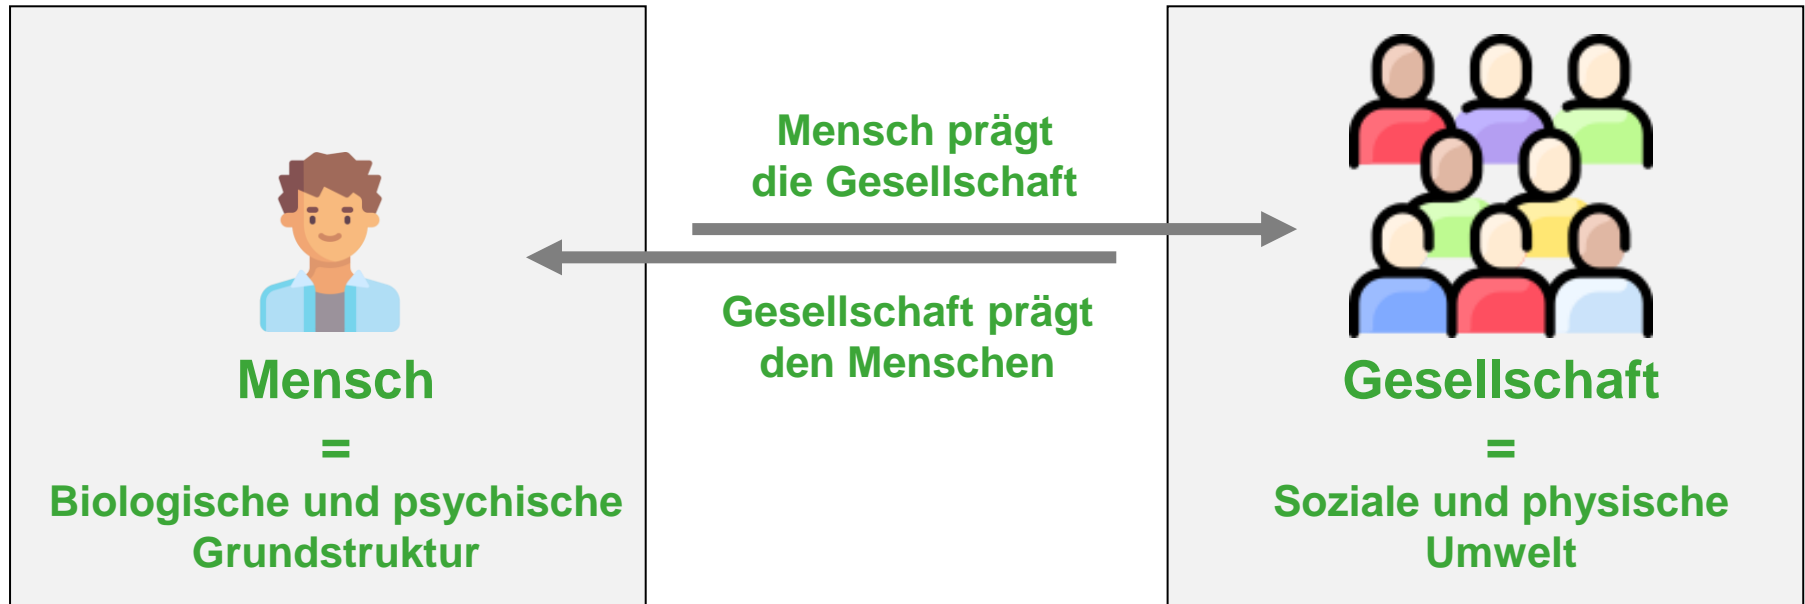 Mensch prägt
die Gesellschaft
Gesellschaft prägt
den Menschen
Mensch
=
Biologische und psychische
Grundstruktur
Gesellschaft
=
Soziale und physische
Umwelt